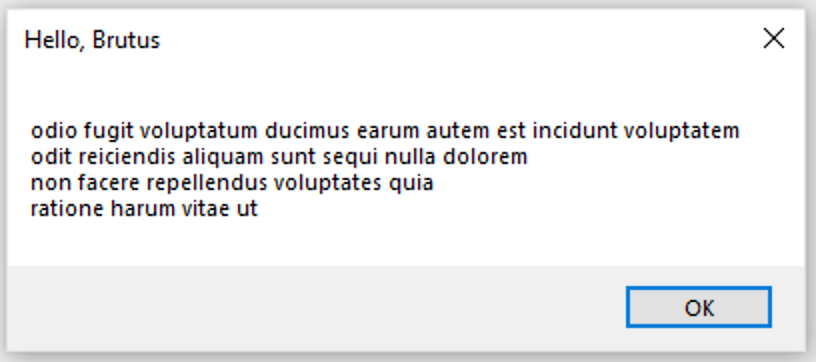 Hello, Brutus
odio fugit voluptatum ducimus earum autem est incidunt voluptatem
odit reiciendis aliquam sunt sequi nulla dolorem
non facere repellendus voluptates quia
ratione harum vitae ut
OK